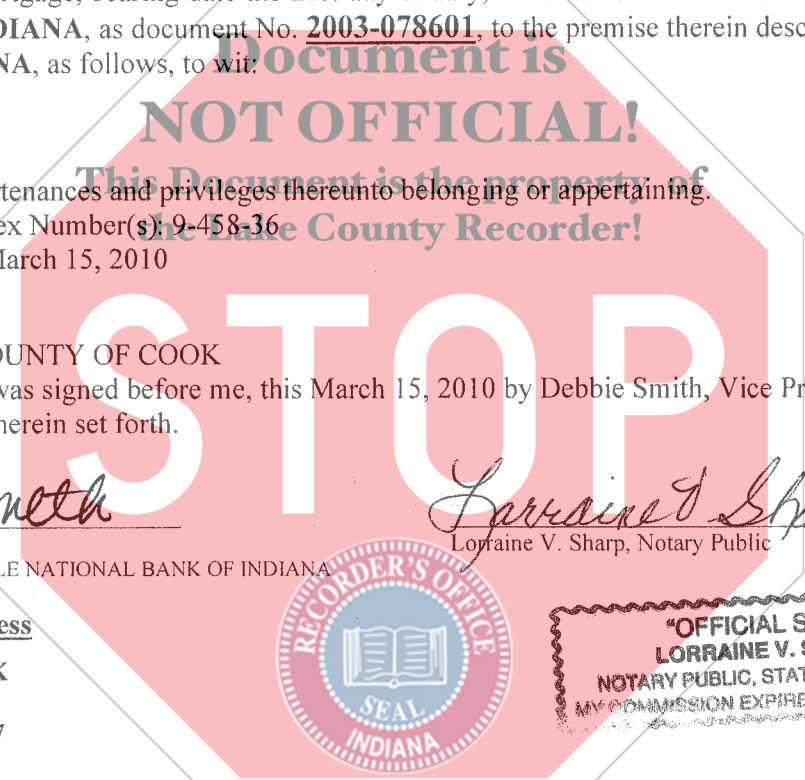 DIANA, as document No. 2003-078601, to the premise therein desc
NA, as follows, to wit:
Document is
NOT OFFICIAL!
This Document is the property of
the Lake County Recorder!
tenances and privileges thereunto belonging or appertaining.
ex Number(s): 9-458-36
March 15, 2010
STOP
OUNTY OF COOK
was signed before me, this March 15, 2010 by Debbie Smith, Vice Pr
herein set forth.
Lorraine V Sha
Lorraine V. Sharp, Notary Public
LE NATIONAL BANK OF INDIANA
RECORDER'S OFFICE
SEAL
INDIANA
ess
K
7
"OFFICIAL S
LORRAINE V. S
NOTARY PUBLIC, STAT
MY COMMISSION EXPIRE